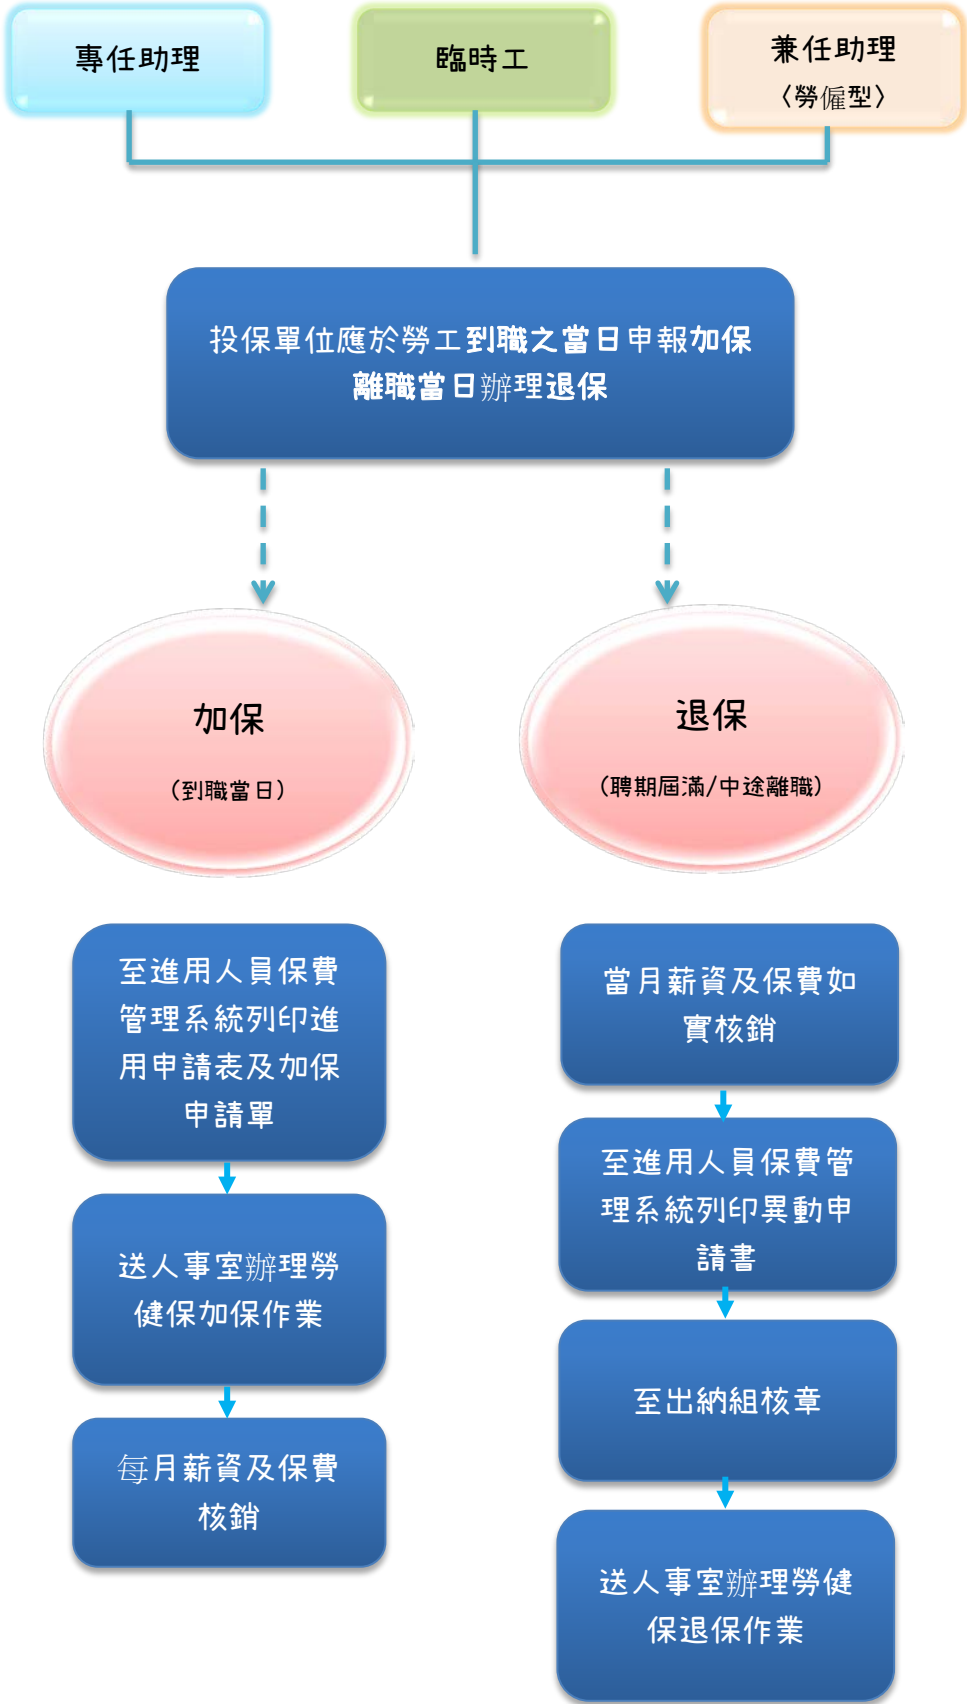 專任助理
臨時工
兼任助理
〈勞僱型〉
投保單位應於勞工到職之當日申報加保
離職當日辦理退保
加保
(到職當日)
退保
(聘期屆滿/中途離職)
至進用人員保費
管理系統列印進
用申請表及加保
申請單
送人事室辦理勞
健保加保作業
每月薪資及保費
核銷
當月薪資及保費如
實核銷
至進用人員保費管
理系統列印異動申
請書
至出納組核章
送人事室辦理勞健
保退保作業